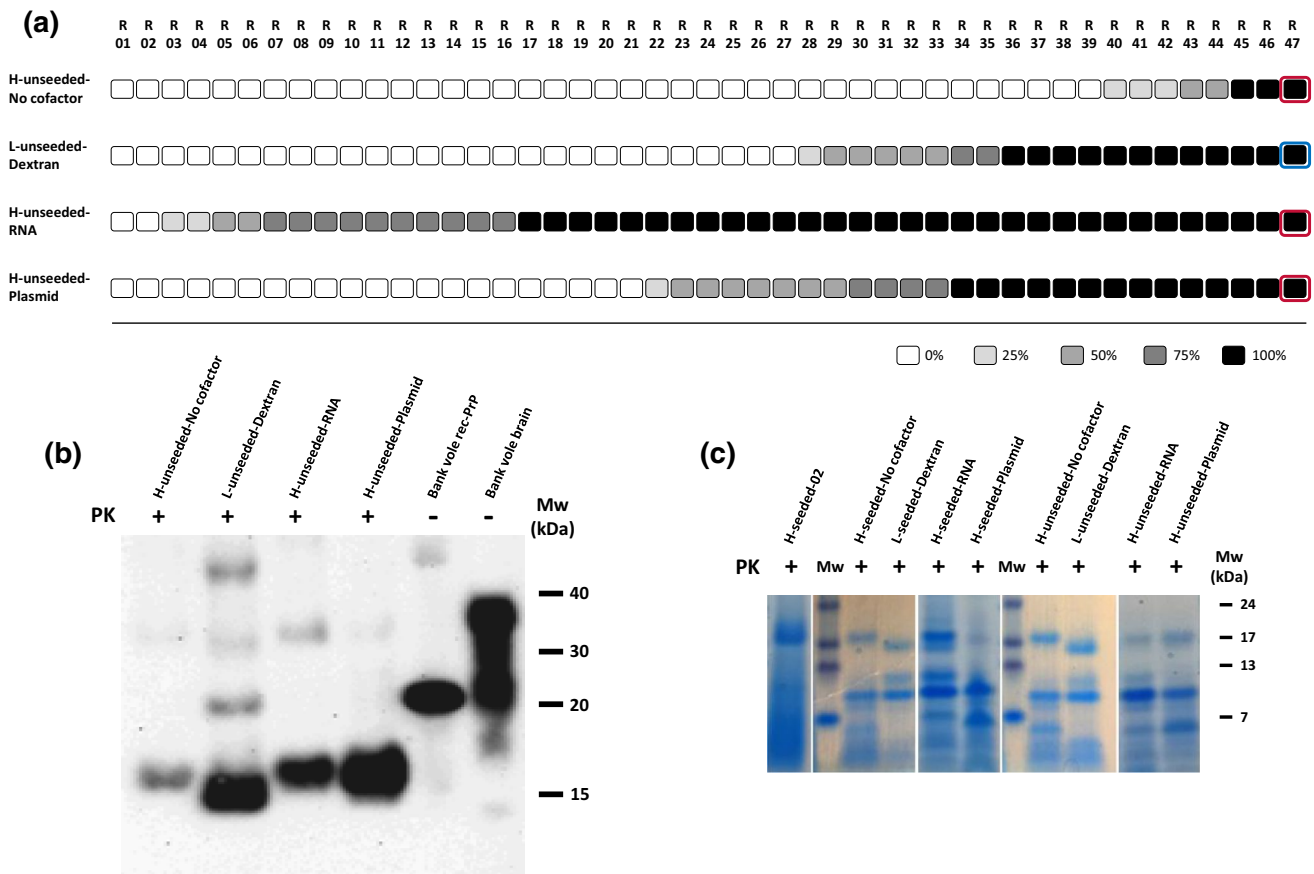 (a)
R R R R R R R R R R R R R R R R R R R R R R R R R R R R R R R R R R R R R R R R R R R R R R R
01 02 03 04 05 06 07 08 09 10 11 12 13 14 15 16 17 18 19 20 21 22 23 24 25 26 27 28 29 30 31 32 33 34 35 36 37 38 39 40 41 42 43 44 45 46 47
H-unseeded-
No cofactor
L-unseeded-
Dextran
H-unseeded-
RNA
H-unseeded-
Plasmid
0% 25% 50% 75% 100%
(b)
H-unseeded-No cofactor
L-unseeded-Dextran
H-unseeded-RNA
H-unseeded-Plasmid
Bank vole rec-PrP
Bank vole brain
PK + + + + - -
Mw
(kDa)
40
30
20
15
(c)
H-seeded-02
H-seeded-No cofactor
L-seeded-Dextran
H-seeded-RNA
H-seeded-Plasmid
H-unseeded-No cofactor
L-unseeded-Dextran
H-unseeded-RNA
H-unseeded-Plasmid
PK + Mw + + + + Mw + + + +
Mw
(kDa)
24
17
13
7